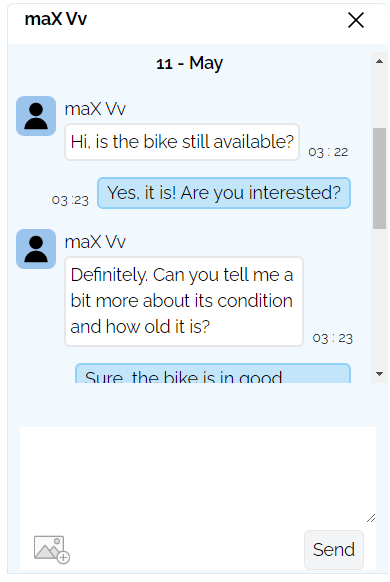 maX Vv
11 - May
maX Vv
Hi, is the bike still available?
03 : 22
Yes, it is! Are you interested?
03 :23
maX Vv
Definitely. Can you tell me a
bit more about its condition
and how old it is?
03 : 23
Sure, the bike is in good
Send